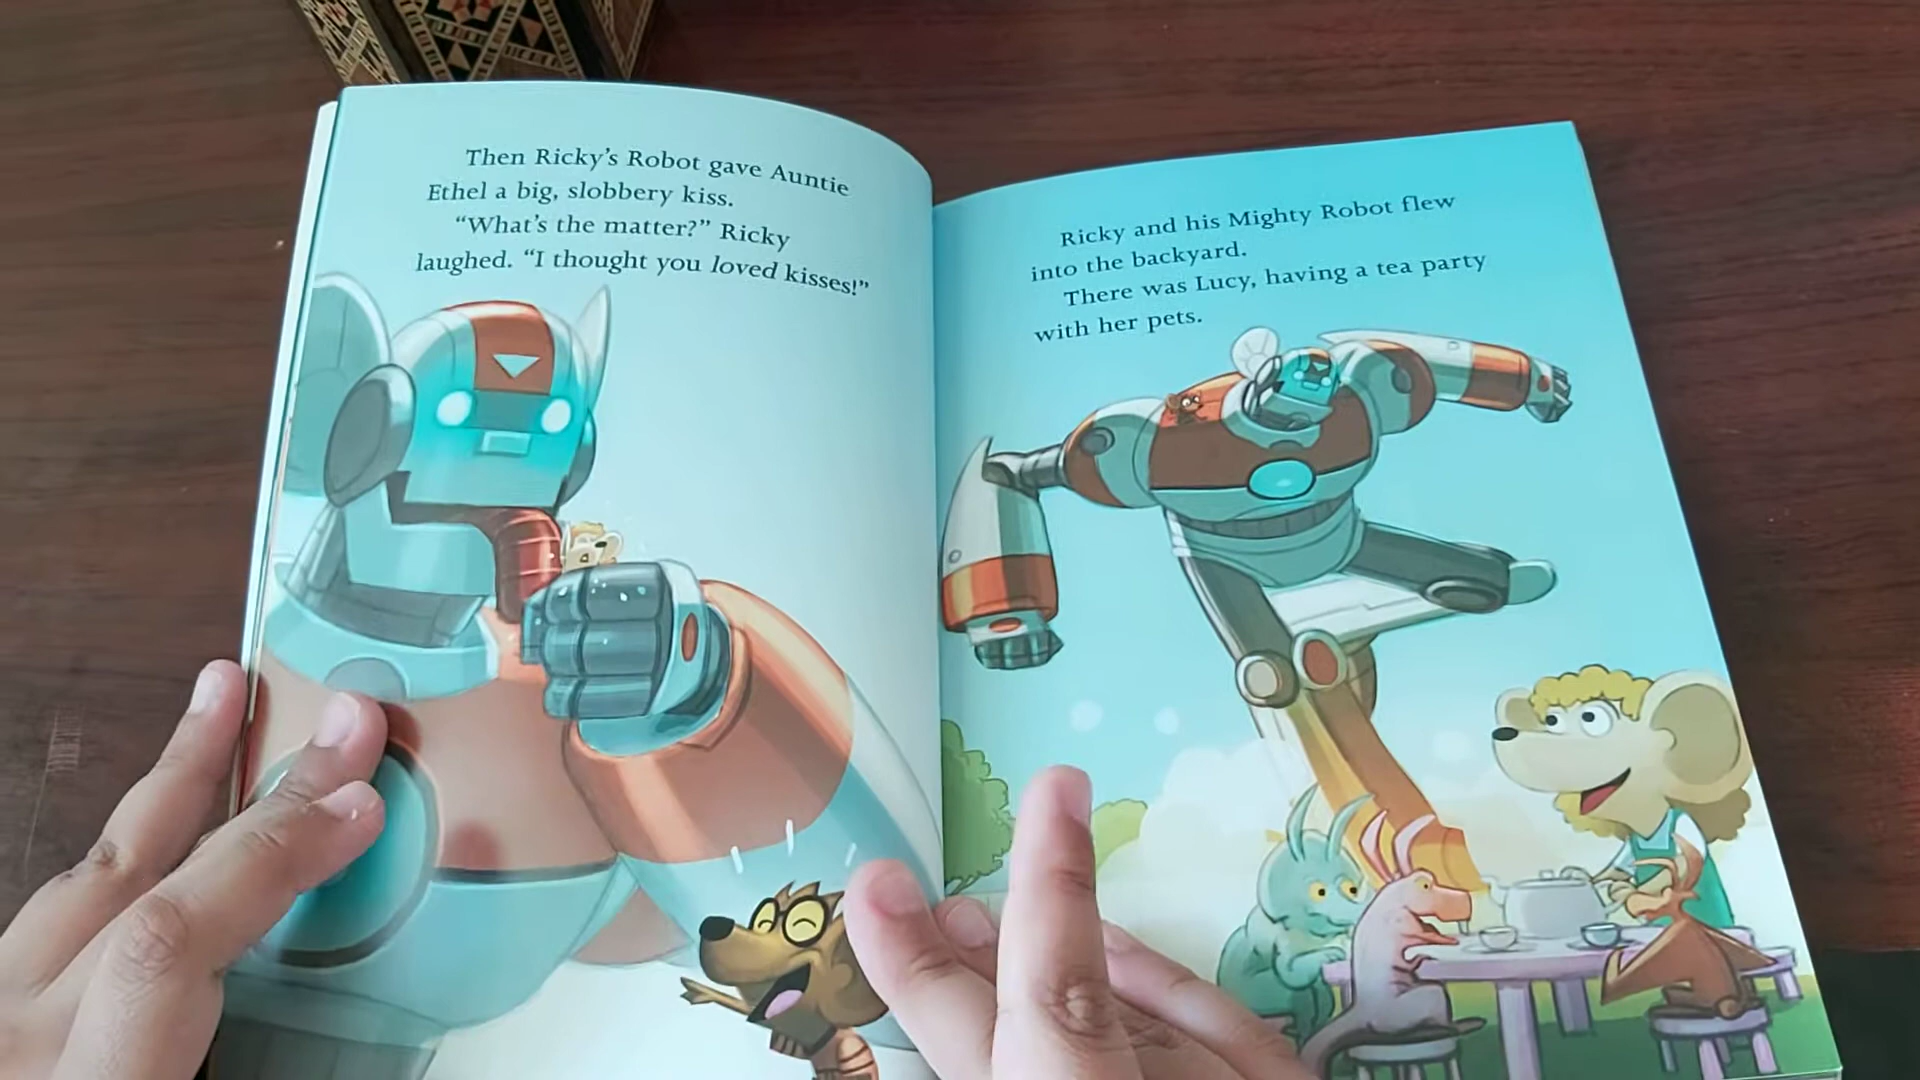 Then Ricky’s Robot gave Auntie
Ethel a big, slobbery kiss.
“What’s the matter?” Ricky
laughed. “I thought you loved kisses!”
Ricky and his Mighty Robot flew
into the backyard.
There was Lucy, having a tea party
with her pets.